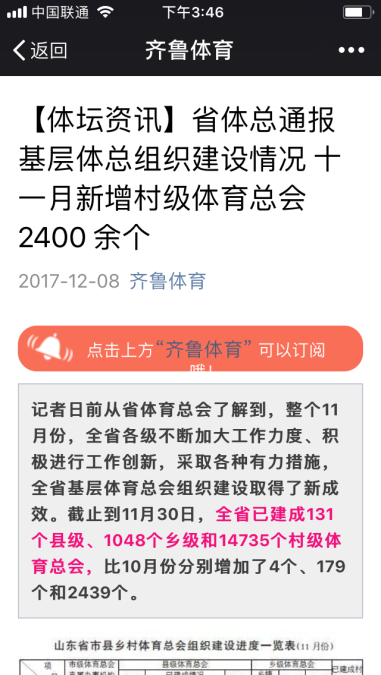 中国联通 下午3:46
返回 齐鲁体育
【体坛资讯】省体总通报
基层体总组织建设情况 十
一月新增村级体育总会
2400 余个
2017-12-08 齐鲁体育
点击上方“齐鲁体育” 可以订阅
哦！
记者日前从省体育总会了解到，整个11
月份，全省各级不断加大工作力度、积
极进行工作创新，采取各种有力措施，
全省基层体育总会组织建设取得了新成
效。截止到11月30日，全省已建成131
个县级、1048个乡级和14735个村级体
育总会，比10月份分别增加了4个、179
个和2439个。
山东省市县乡村体育总会组织建设进度一览表(11 月份)
项 市级体育总会 县级体育总会 乡级体育总会 已建成村